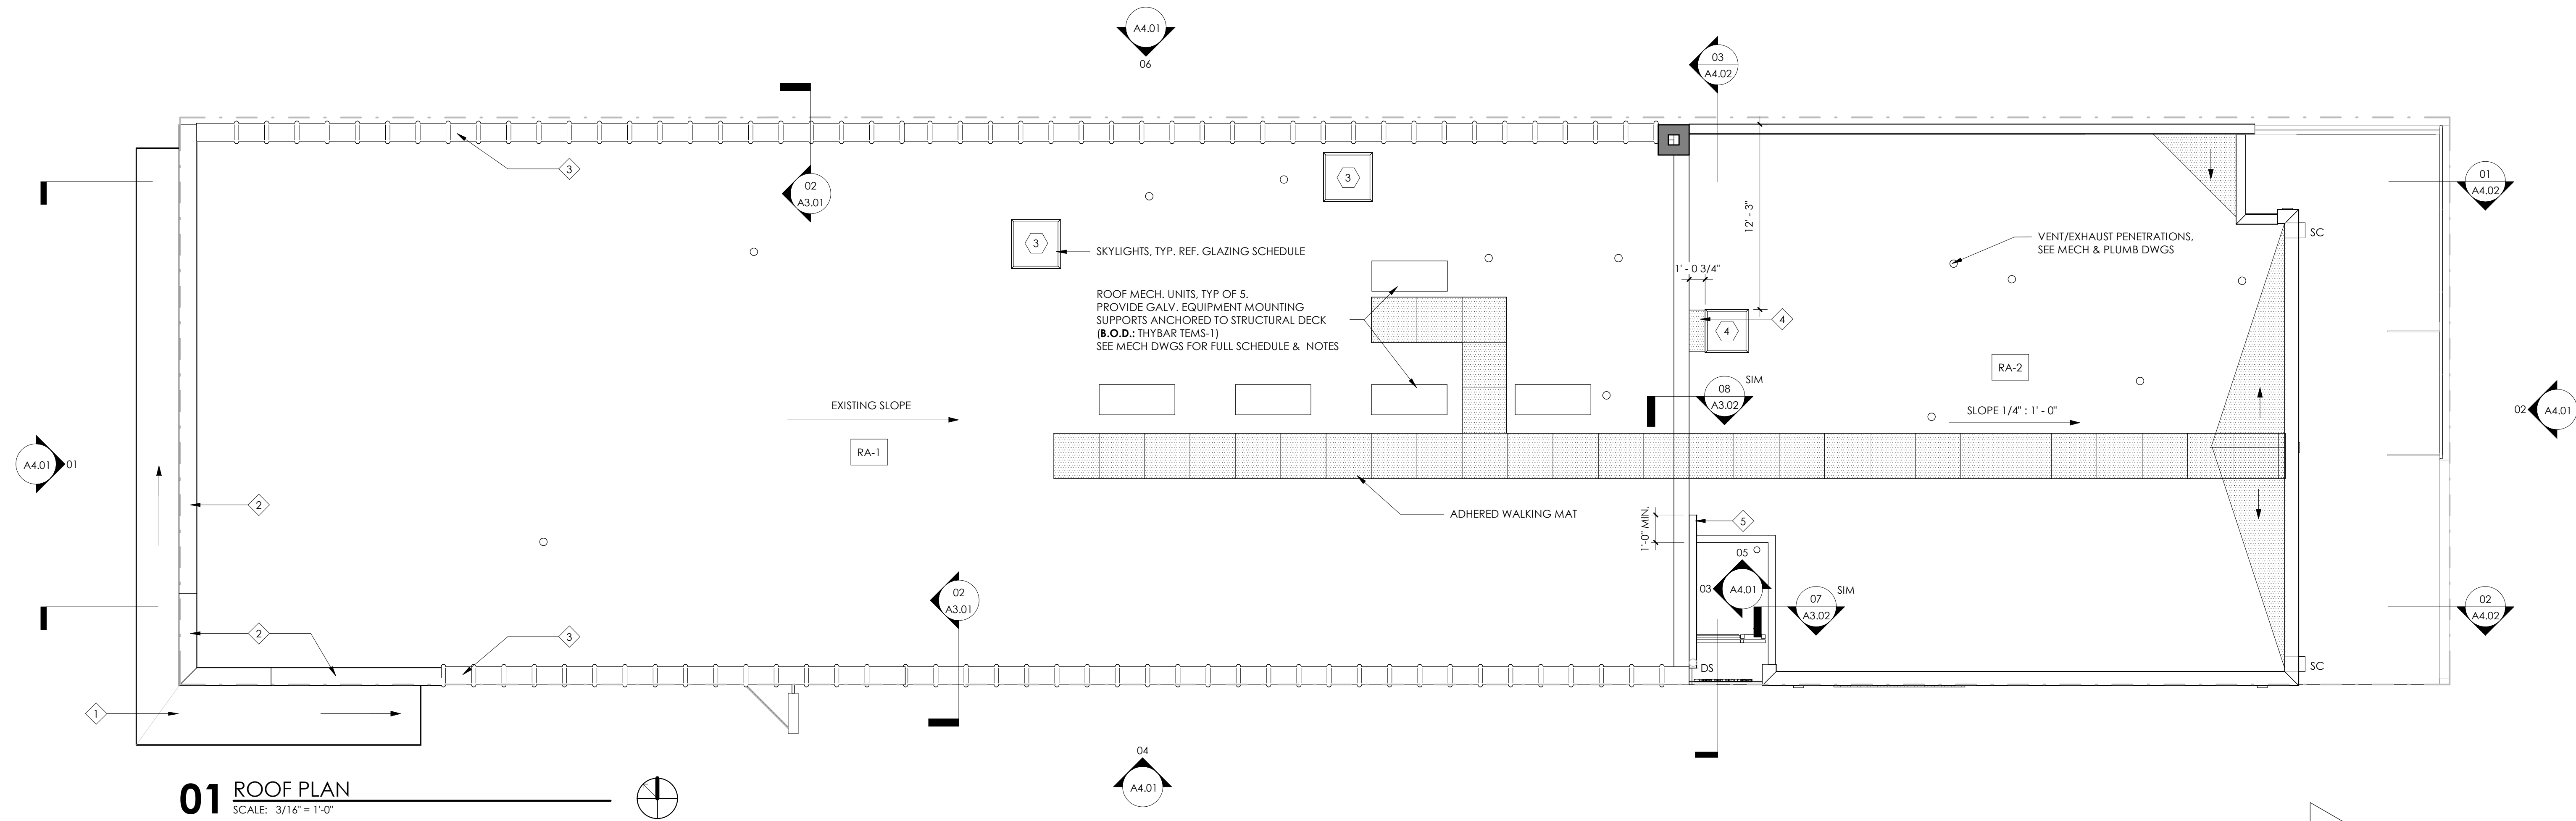 A4.01
06
03
A4.02
3
02
A3.01
3
3
SKYLIGHTS, TYP. REF. GLAZING SCHEDULE
ROOF MECH. UNITS, TYP OF 5.
PROVIDE GALV. EQUIPMENT MOUNTING
SUPPORTS ANCHORED TO STRUCTURAL DECK
(B.O.D.: THYBAR TEMS-1)
SEE MECH DWGS FOR FULL SCHEDULE & NOTES
12' - 3"
1' - 0 3/4"
4
4
VENT/EXHAUST PENETRATIONS,
SEE MECH & PLUMB DWGS
SC
01
A4.02
RA-2
SLOPE 1/4" : 1' - 0"
08
A3.02
SIM
02
A4.01
EXISTING SLOPE
RA-1
A4.01
01
2
ADHERED WALKING MAT
1'-0" MIN.
5
05
03
A4.01
07
A3.02
SIM
02
A3.01
02
A4.02
2
3
DS
SC
1
04
A4.01
01 ROOF PLAN
SCALE: 3/16" = 1'-0"